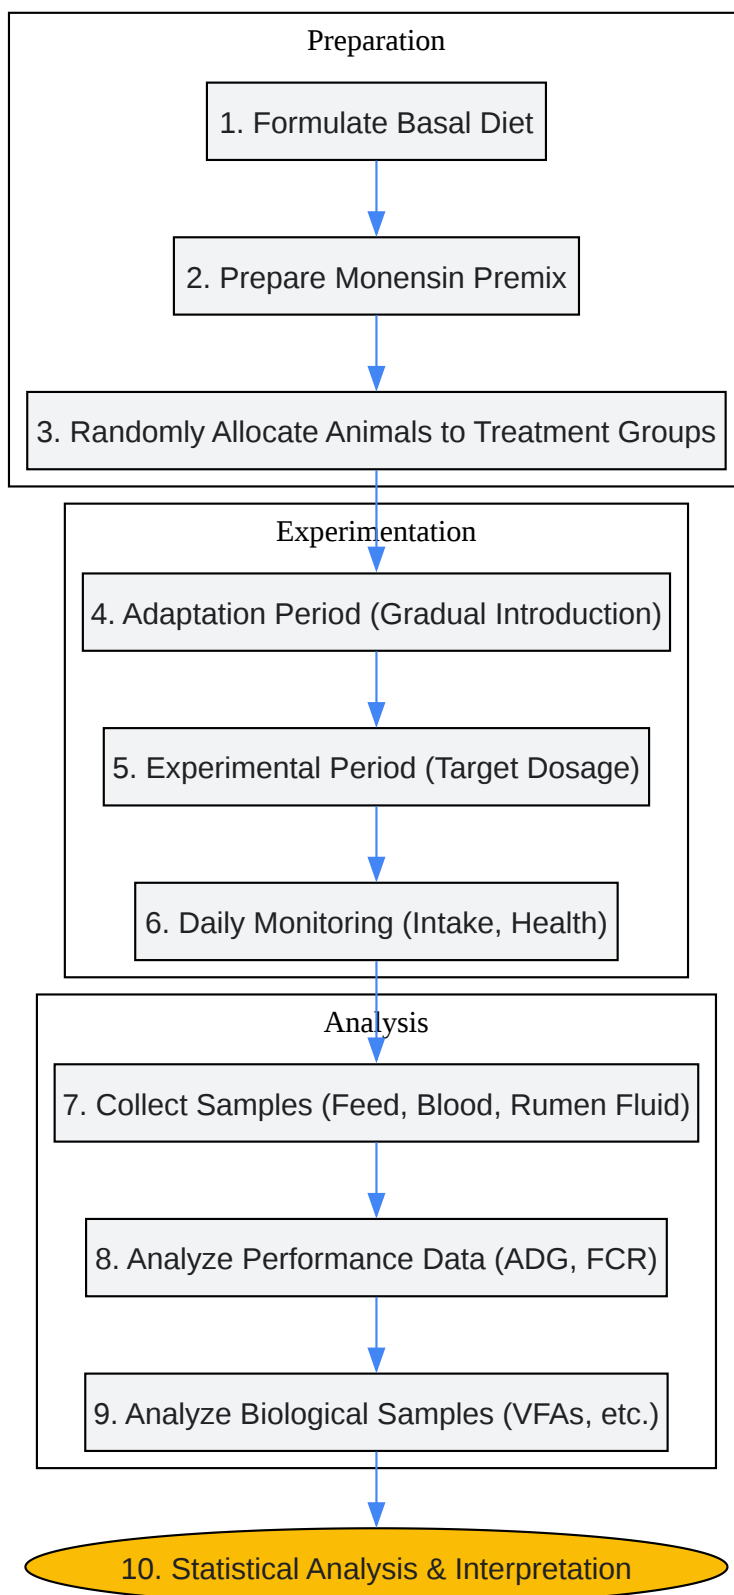 Preparation
1. Formulate Basal Diet
2. Prepare Monensin Premix
3. Randomly Allocate Animals to Treatment Groups
Experimentation
4. Adaptation Period (Gradual Introduction)
5. Experimental Period (Target Dosage)
6. Daily Monitoring (Intake, Health)
Analysis
7. Collect Samples (Feed, Blood, Rumen Fluid)
8. Analyze Performance Data (ADG, FCR)
9. Analyze Biological Samples (VFAs, etc.)
10. Statistical Analysis & Interpretation